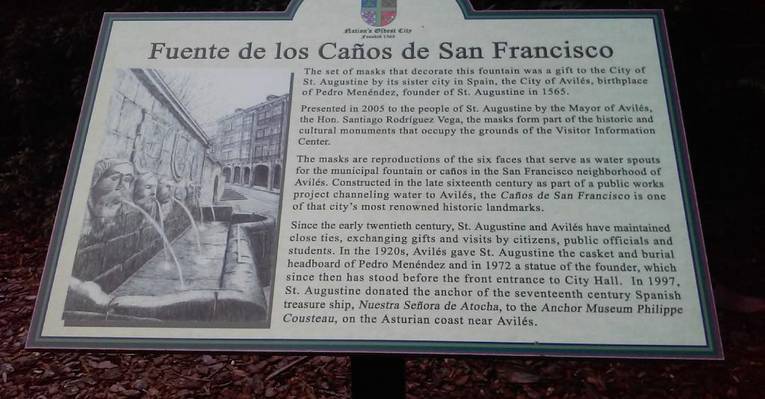 Nation's Oldest City
Founded 1565
Fuente de los Caños de San Francisco
The set of masks that decorate this fountain was a gift to the City of
St. Augustine by its sister city in Spain, the City of Avilés, birthplace
of Pedro Menéndez, founder of St. Augustine in 1565.
Presented in 2005 to the people of St. Augustine by the Mayor of Avilés,
the Hon. Santiago Rodríguez Vega, the masks form part of the historic and
cultural monuments that occupy the grounds of the Visitor Information
Center.
The masks are reproductions of the six faces that serve as water spouts
for the municipal fountain or caños in the San Francisco neighborhood of
Avilés. Constructed in the late sixteenth century as part of a public works
project channeling water to Avilés, the Caños de San Francisco is one
of that city's most renowned historic landmarks.
Since the early twentieth century, St. Augustine and Avilés have maintained
close ties, exchanging gifts and visits by citizens, public officials and
students. In the 1920s, Avilés gave St. Augustine the casket and burial
headboard of Pedro Menéndez and in 1972 a statue of the founder, which
since then has stood before the front entrance to City Hall. In 1997,
St. Augustine donated the anchor of the seventeenth century Spanish
treasure ship, Nuestra Señora de Atocha, to the Anchor Museum Philippe
Cousteau, on the Asturian coast near Avilés.